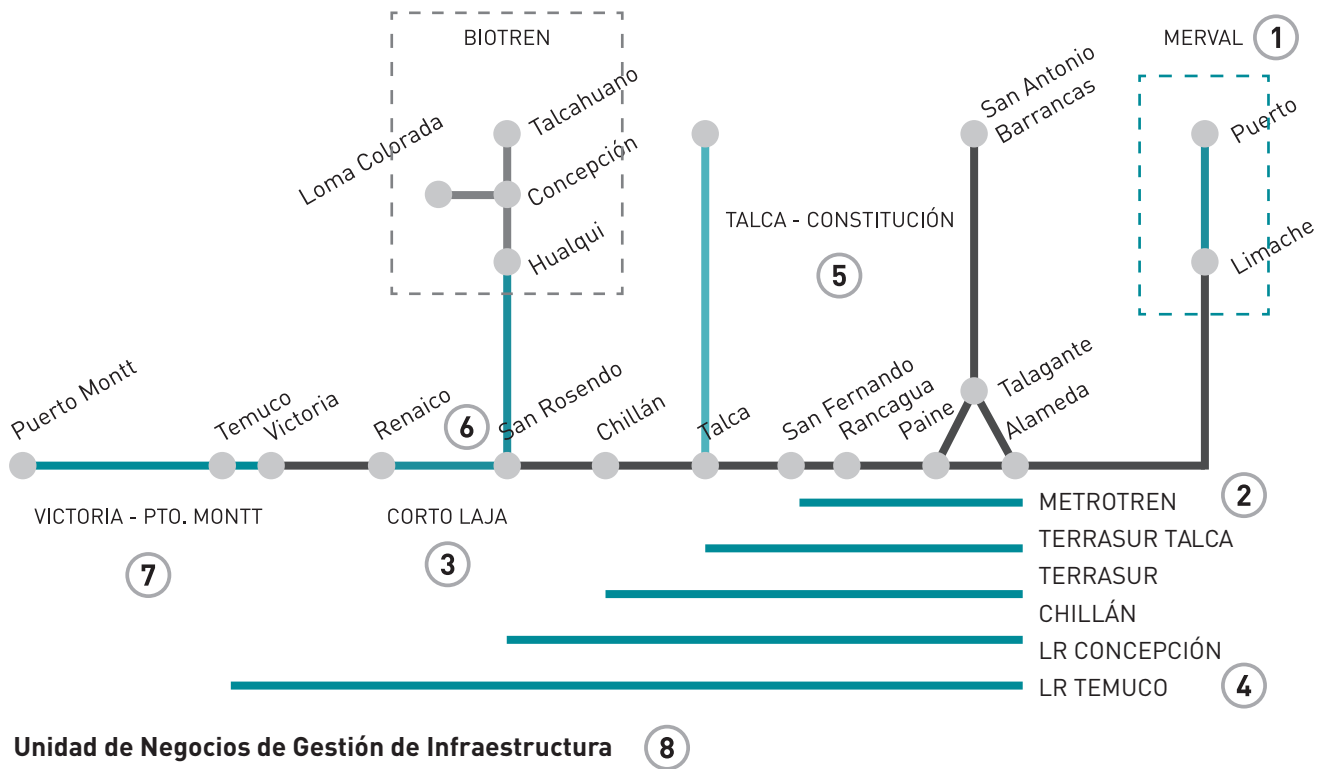 BIOTREN
MERVAL 1
San Antonio
Barrancas
Talcahuano
Puerto
Loma Colorada
Concepción
TALCA - CONSTITUCIÓN
Hualqui
Limache
5
Puerto Montt
Temuco
Victoria
Renaico
6
San Rosendo
Chillán
Talca
San Fernando
Rancagua
Paine
Talagante
Alameda
VICTORIA - PTO. MONTT
7
CORTO LAJA
3
METROTREN
2
TERRASUR TALCA
TERRASUR
CHILLÁN
LR CONCEPCIÓN
LR TEMUCO
4
Unidad de Negocios de Gestión de Infraestructura 8